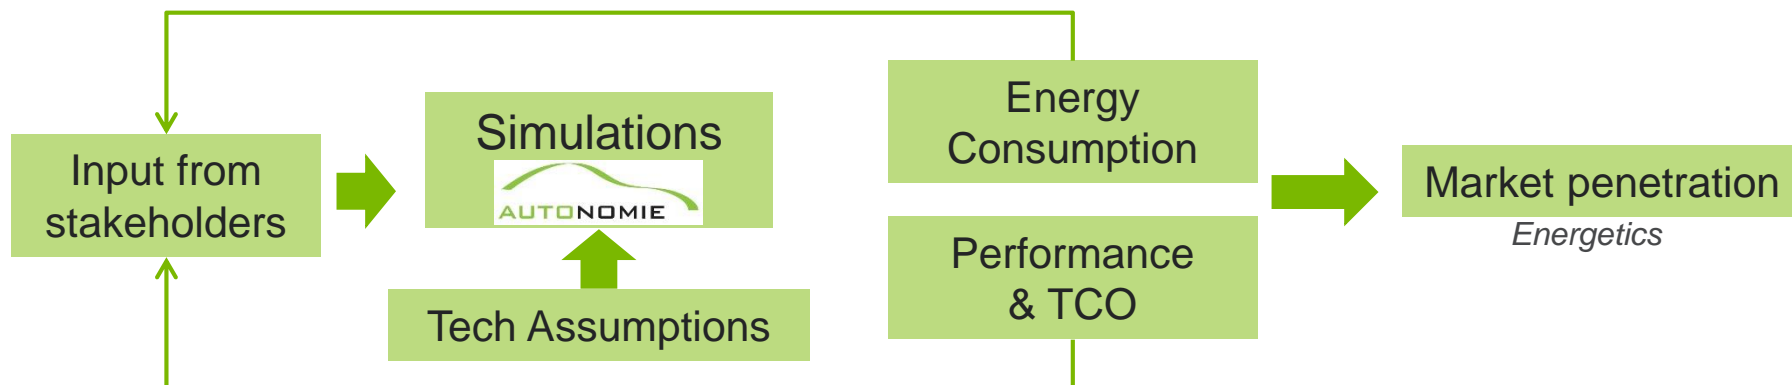 Input from
stakeholders
Simulations
AUTONOMIE
Tech Assumptions
Energy
Consumption
Performance
& TCO
Market penetration
Energetics